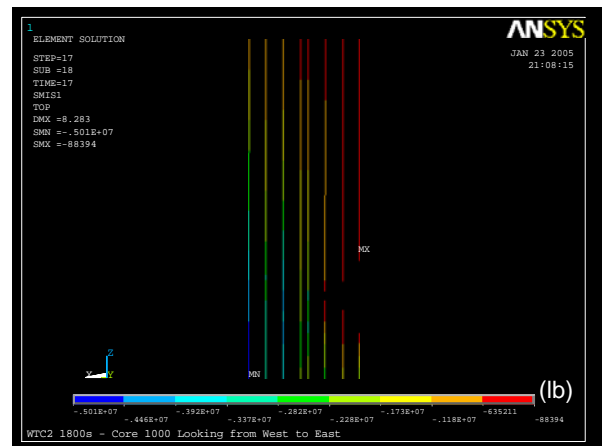 1
ANSYS
ELEMENT SOLUTION
JAN 23 2005
21:08:15
STEP=17
SUB =18
TIME=17
SMIS1
TOP
DMX =8.283
SMN =-.501E+07
SMX =-88394
MX
Z
X Y
MN
(lb)
-.501E+07 -.392E+07 -.282E+07 -.173E+07 -635211
-.446E+07 -.337E+07 -.228E+07 -.118E+07 -88394
WTC2 1800s - Core 1000 Looking from West to East